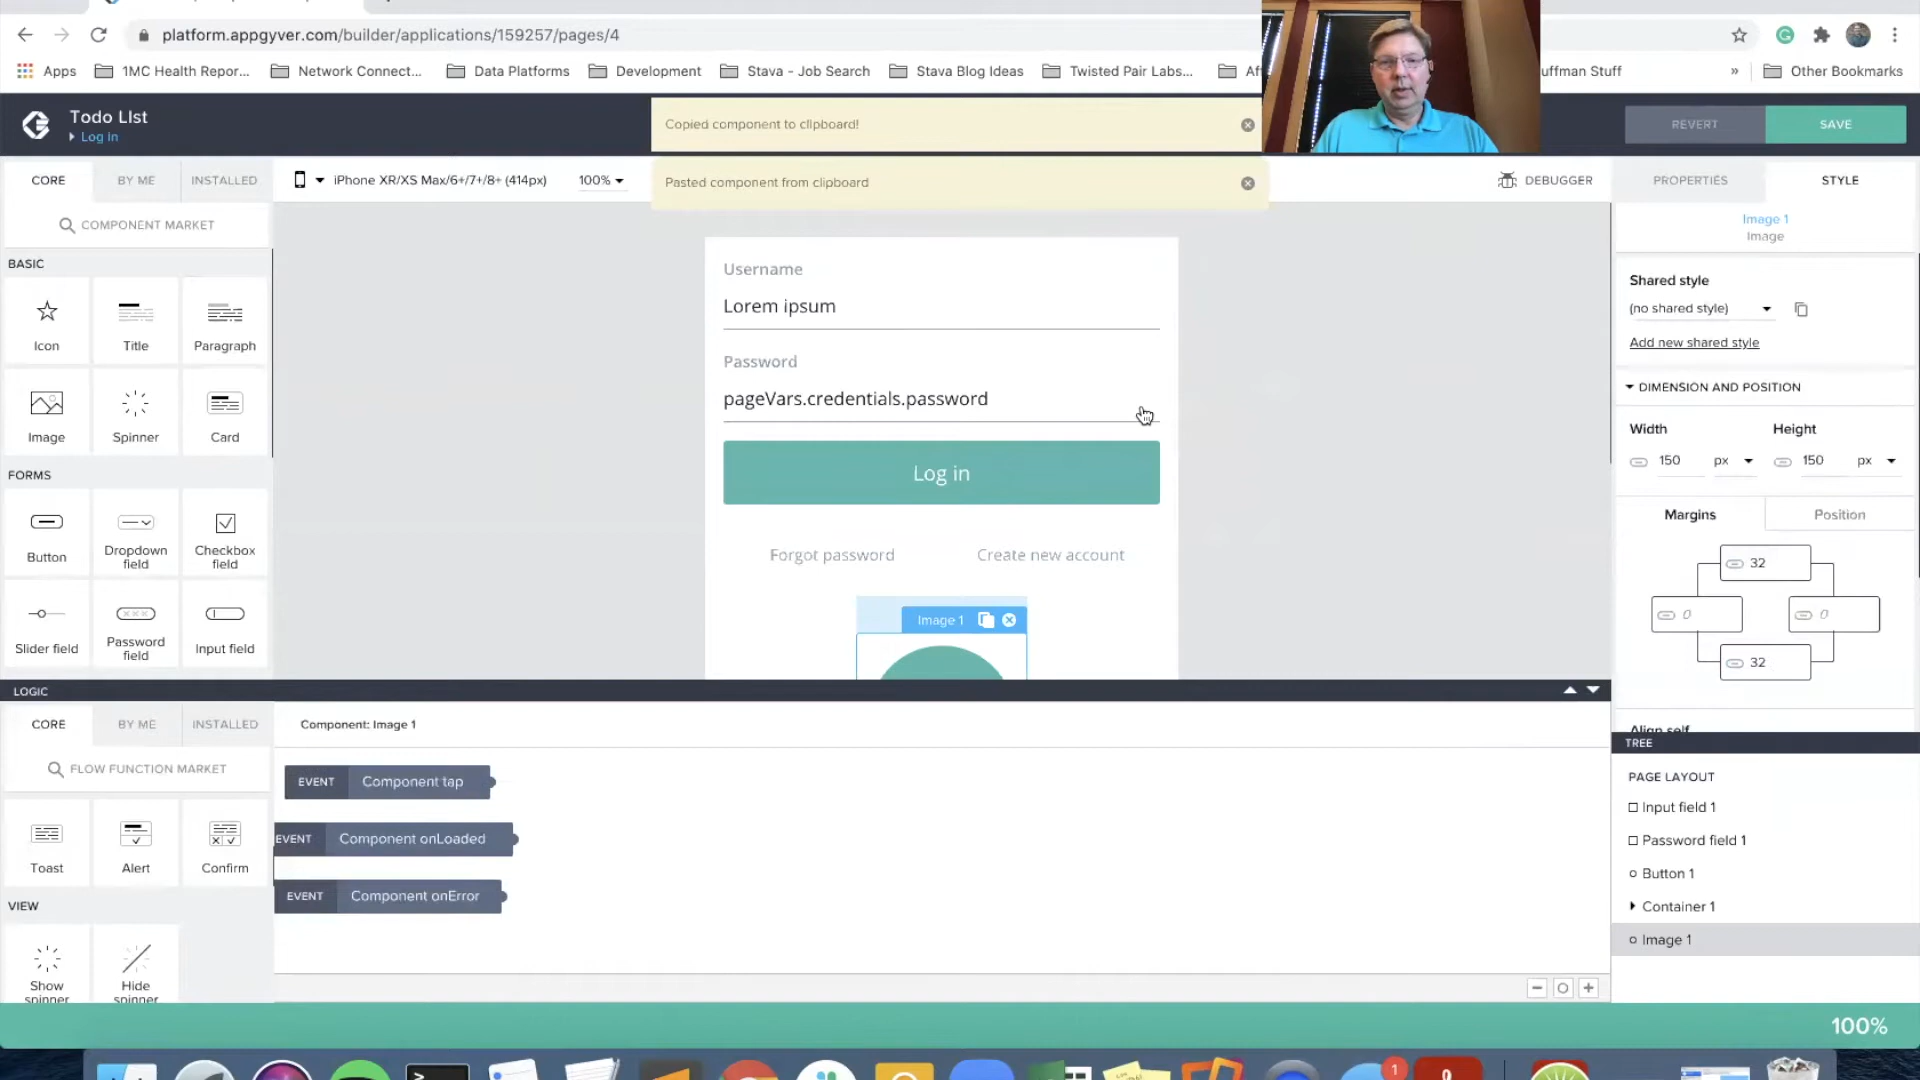 platform.appgyver.com/builder/applications/159257/pages/4
Apps
1MC Health Repor...
Network Connect...
Data Platforms
Development
Stava - Job Search
Stava Blog Ideas
Twisted Pair Labs...
uffman Stuff
»
Other Bookmarks
Todo LIst
Log In
Copied component to clipboard!
REVERT
SAVE
CORE
BY ME
INSTALLED
iPhone XR/XS Max/6+/7+/8+ (414px)
100%
Pasted component from clipboard
DEBUGGER
PROPERTIES
STYLE
COMPONENT MARKET
BASIC
Icon
Title
Paragraph
Image
Spinner
Card
FORMS
Button
Dropdown
field
Checkbox
field
Slider field
Password
field
Input field
Username
Lorem ipsum
Password
pageVars.credentials.password
Log in
Forgot password
Create new account
Image 1
Image 1
Image
Shared style
(no shared style)
Add new shared style
DIMENSION AND POSITION
Width
Height
150
px
150
px
Margins
Position
32
0
0
32
Align self
LOGIC
CORE
BY ME
INSTALLED
Component: Image 1
FLOW FUNCTION MARKET
EVENT
Component tap
EVENT
Component onLoaded
EVENT
Component onError
Toast
Alert
Confirm
VIEW
Show
spinner
Hide
spinner
TREE
PAGE LAYOUT
Input field 1
Password field 1
Button 1
Container 1
Image 1
100%
1